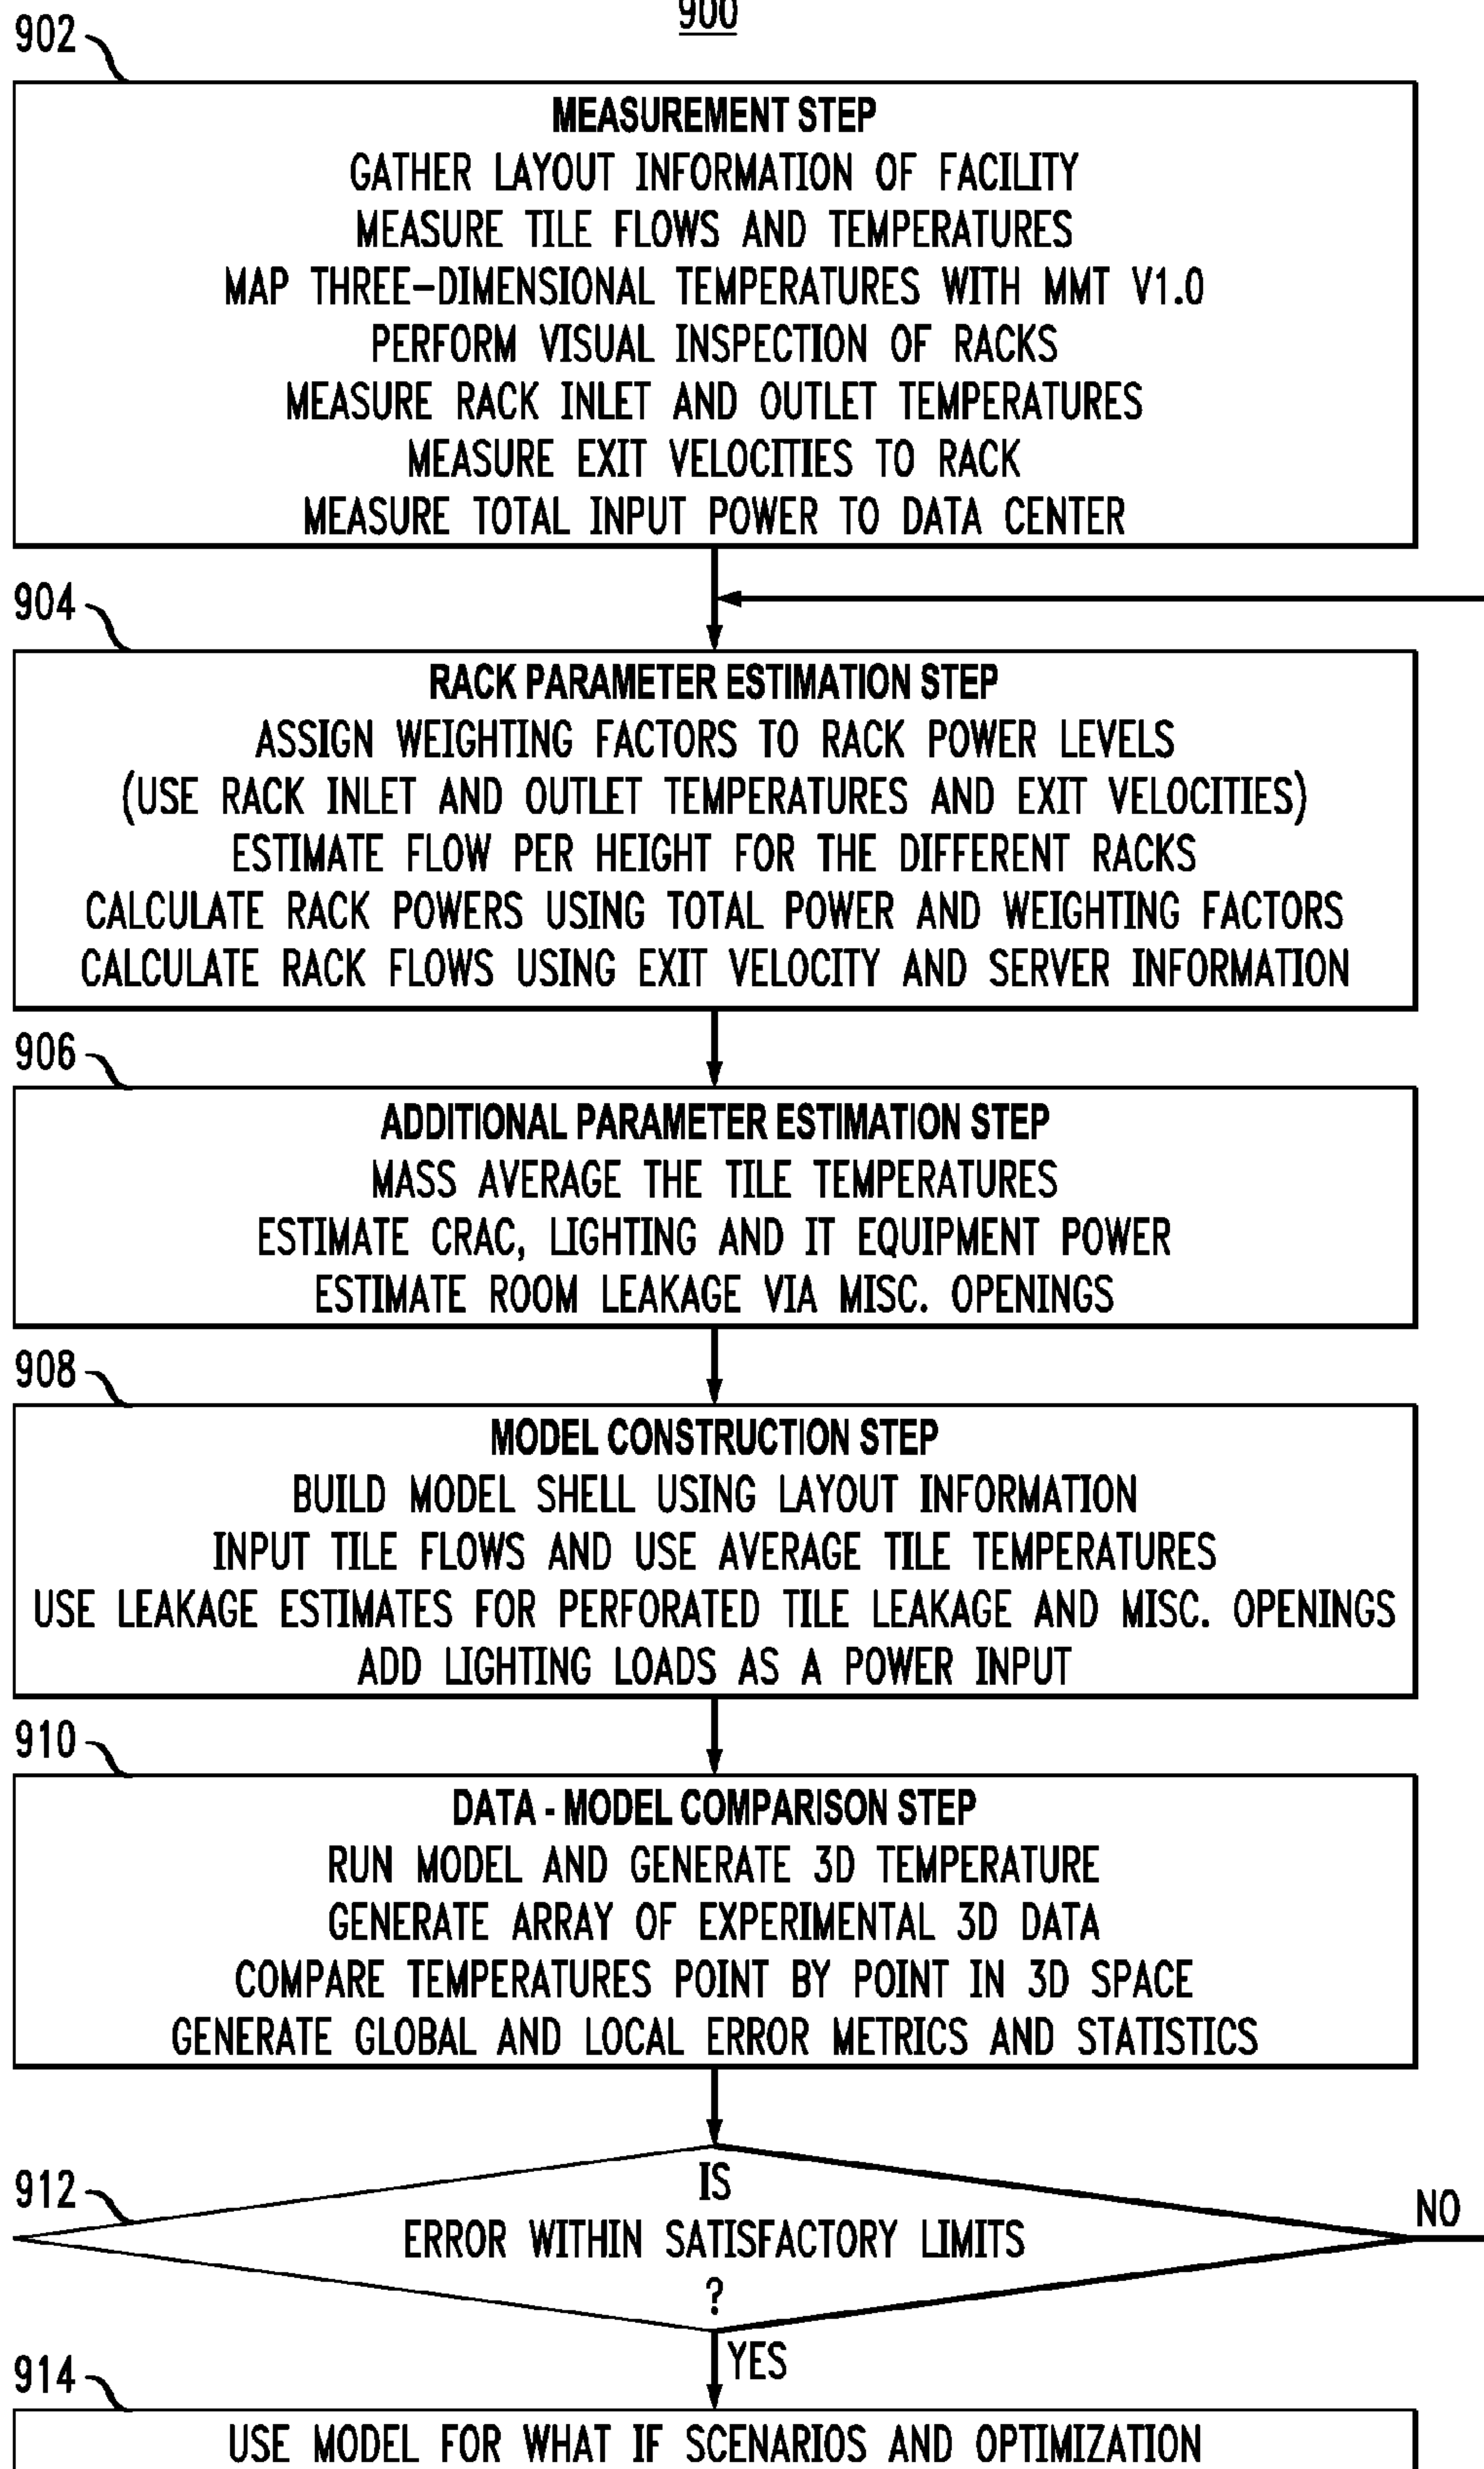 900
902
MEASUREMENT STEP
GATHER LAYOUT INFORMATION OF FACILITY
MEASURE TILE FLOWS AND TEMPERATURES
MAP THREE-DIMENSIONAL TEMPERATURES WITH MMT V1.0
PERFORM VISUAL INSPECTION OF RACKS
MEASURE RACK INLET AND OUTLET TEMPERATURES
MEASURE EXIT VELOCITIES TO RACK
MEASURE TOTAL INPUT POWER TO DATA CENTER
904
RACK PARAMETER ESTIMATION STEP
ASSIGN WEIGHTING FACTORS TO RACK POWER LEVELS
(USE RACK INLET AND OUTLET TEMPERATURES AND EXIT VELOCITIES)
ESTIMATE FLOW PER HEIGHT FOR THE DIFFERENT RACKS
CALCULATE RACK POWERS USING TOTAL POWER AND WEIGHTING FACTORS
CALCULATE RACK FLOWS USING EXIT VELOCITY AND SERVER INFORMATION
906
ADDITIONAL PARAMETER ESTIMATION STEP
MASS AVERAGE THE TILE TEMPERATURES
ESTIMATE CRAC, LIGHTING AND IT EQUIPMENT POWER
ESTIMATE ROOM LEAKAGE VIA MISC. OPENINGS
908
MODEL CONSTRUCTION STEP
BUILD MODEL SHELL USING LAYOUT INFORMATION
INPUT TILE FLOWS AND USE AVERAGE TILE TEMPERATURES
USE LEAKAGE ESTIMATES FOR PERFORATED TILE LEAKAGE AND MISC. OPENINGS
ADD LIGHTING LOADS AS A POWER INPUT
910
DATA - MODEL COMPARISON STEP
RUN MODEL AND GENERATE 3D TEMPERATURE
GENERATE ARRAY OF EXPERIMENTAL 3D DATA
COMPARE TEMPERATURES POINT BY POINT IN 3D SPACE
GENERATE GLOBAL AND LOCAL ERROR METRICS AND STATISTICS
912
IS
ERROR WITHIN SATISFACTORY LIMITS
?
NO
YES
914
USE MODEL FOR WHAT IF SCENARIOS AND OPTIMIZATION